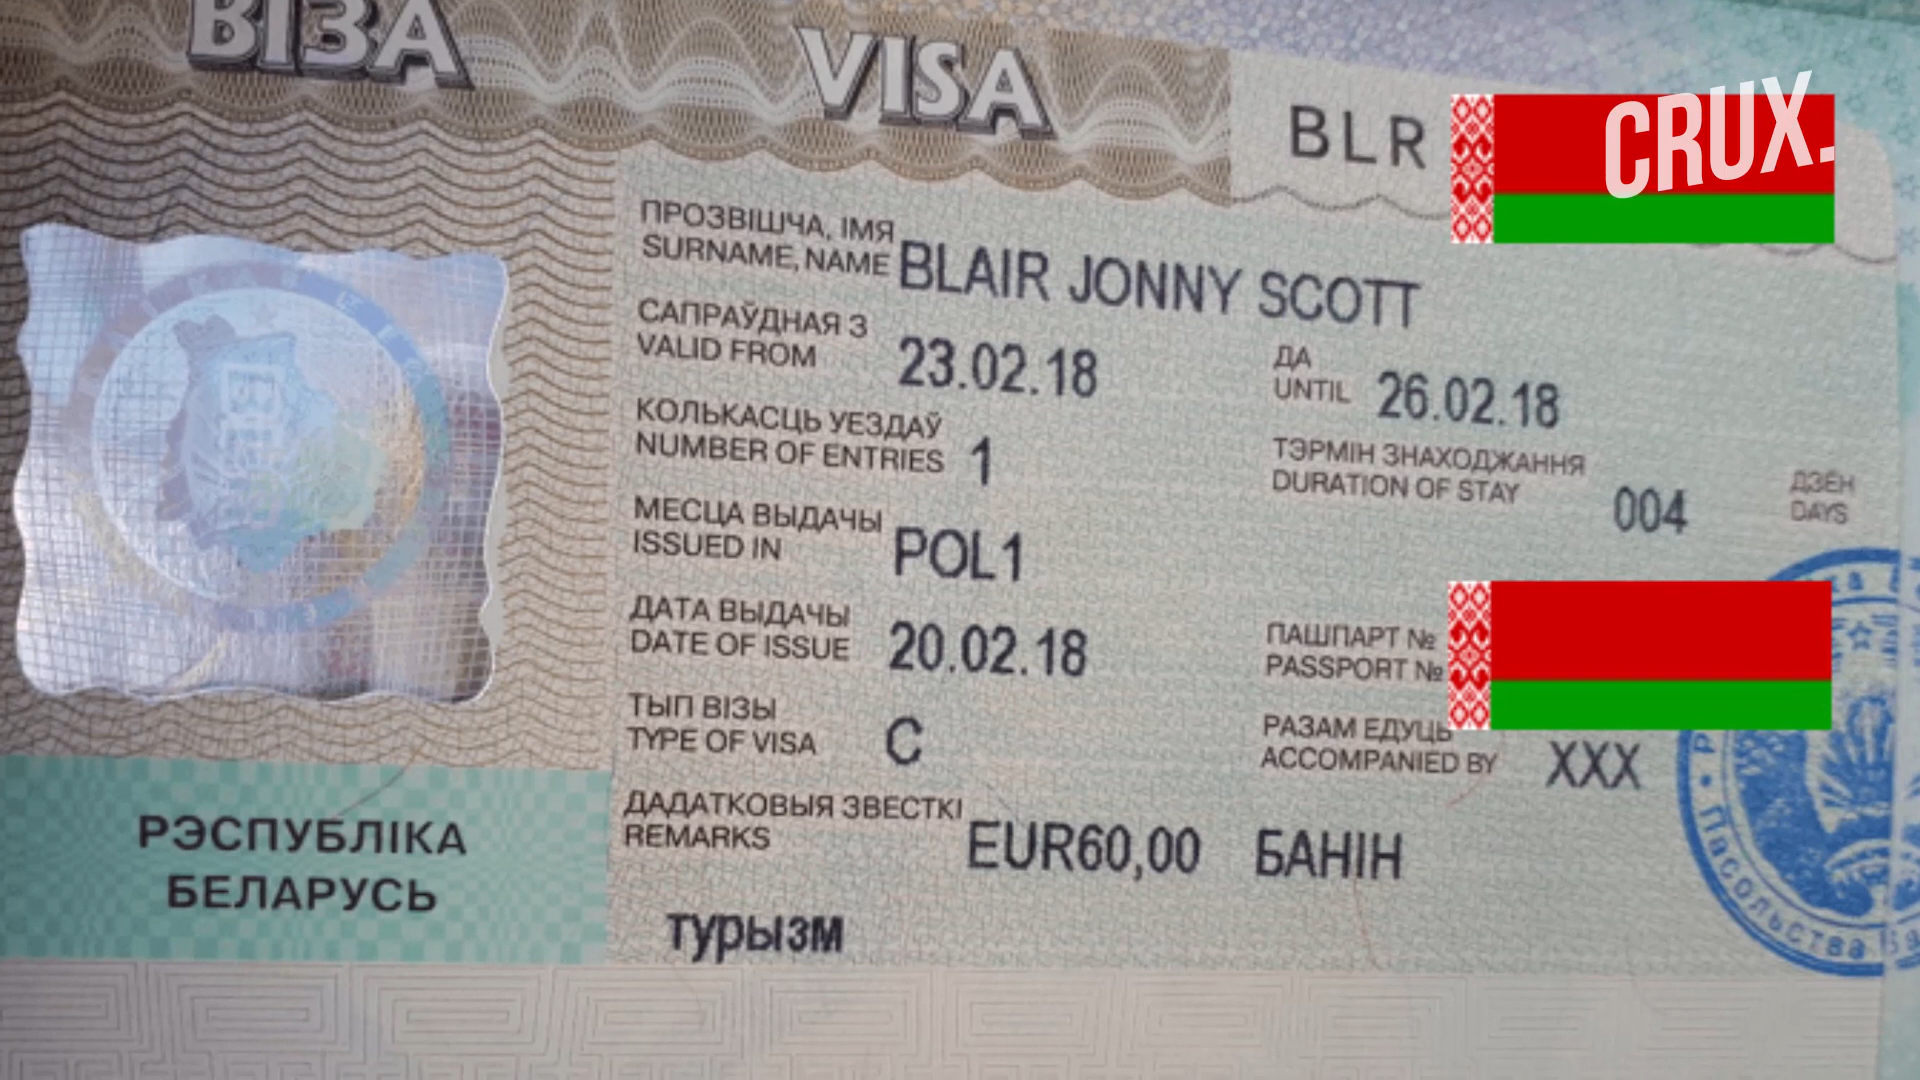 ВІЗА VISA BLR
CRUX.
ПРОЗВІШЧА, ІМЯ
SURNAME, NAME BLAIR JONNY SCOTT
САПРАЎДНАЯ З
VALID FROM 23.02.18
ДА
UNTIL 26.02.18
КОЛЬКАСЦЬ УЕЗДАЎ
NUMBER OF ENTRIES 1
ТЭРМІН ЗНАХОДЖАННЯ
DURATION OF STAY 004
ДЗЁН
DAYS
МЕСЦА ВЫДАЧЫ
ISSUED IN POL1
ДАТА ВЫДАЧЫ
DATE OF ISSUE 20.02.18
ПАШПАРТ №
PASSPORT №
ТЫП ВІЗЫ
TYPE OF VISA C
РАЗАМ ЕДУЦЬ
ACCOMPANIED BY XXX
ДАДАТКОВЫЯ ЗВЕСТКІ
REMARKS EUR60,00 БАНІН
турызм
РЭСПУБЛІКА
БЕЛАРУСЬ
Пасольства